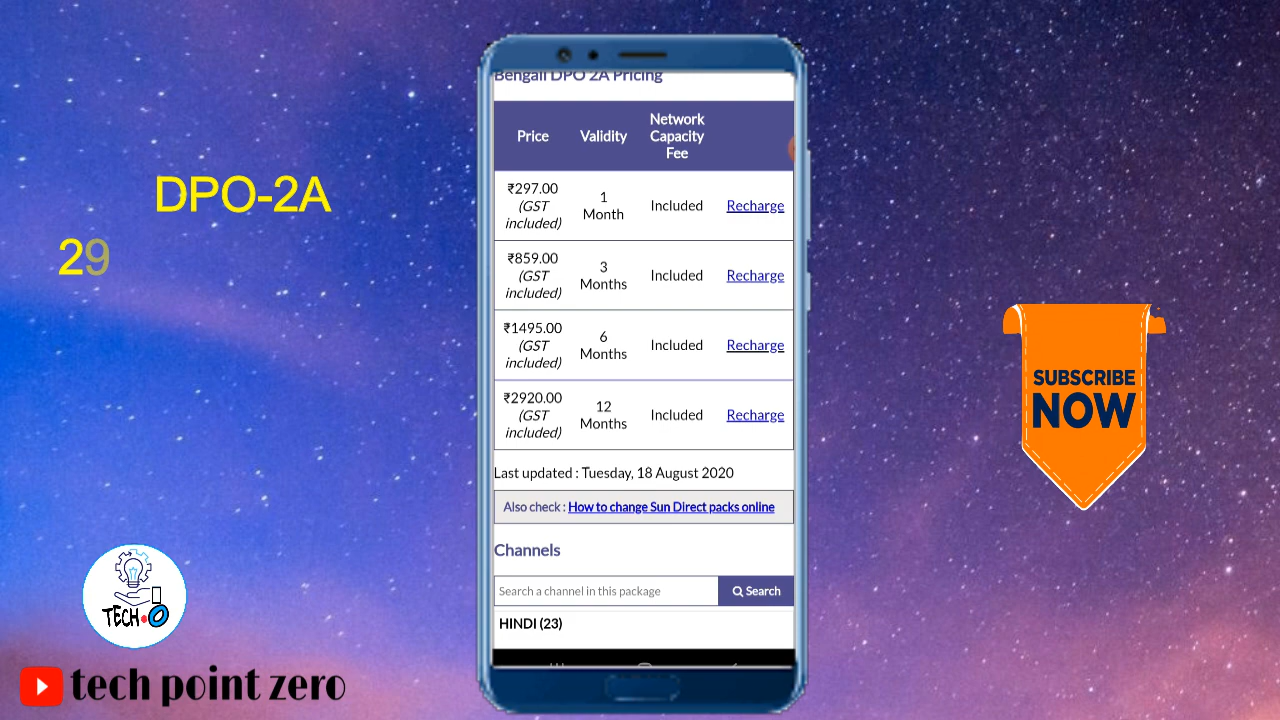 DPO-2A
29
Bengali DPO 2A Pricing
Price Validity Network Capacity Fee
₹297.00 (GST included) 1 Month Included Recharge
₹859.00 (GST included) 3 Months Included Recharge
₹1495.00 (GST included) 6 Months Included Recharge
₹2920.00 (GST included) 12 Months Included Recharge
Last updated : Tuesday, 18 August 2020
Also check : How to change Sun Direct packs online
Channels
Search a channel in this package Search
HINDI (23)
SUBSCRIBE
NOW
TECH.O
tech point zero